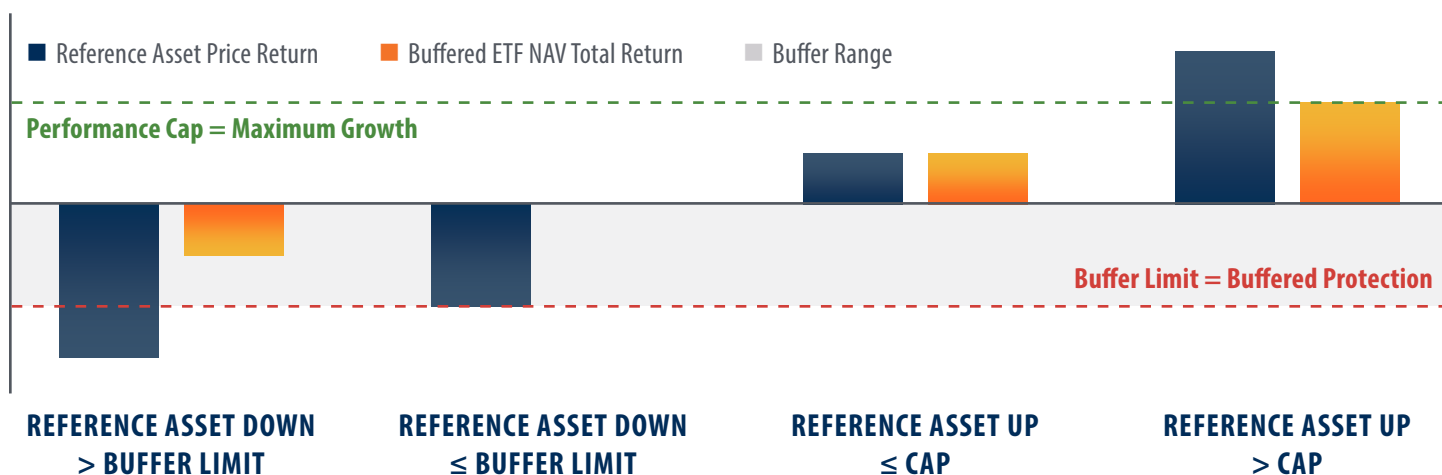 Reference Asset Price Return
Buffered ETF NAV Total Return
Buffer Range
Performance Cap = Maximum Growth
Buffer Limit = Buffered Protection
REFERENCE ASSET DOWN
> BUFFER LIMIT
REFERENCE ASSET DOWN
≤ BUFFER LIMIT
REFERENCE ASSET UP
≤ CAP
REFERENCE ASSET UP
> CAP